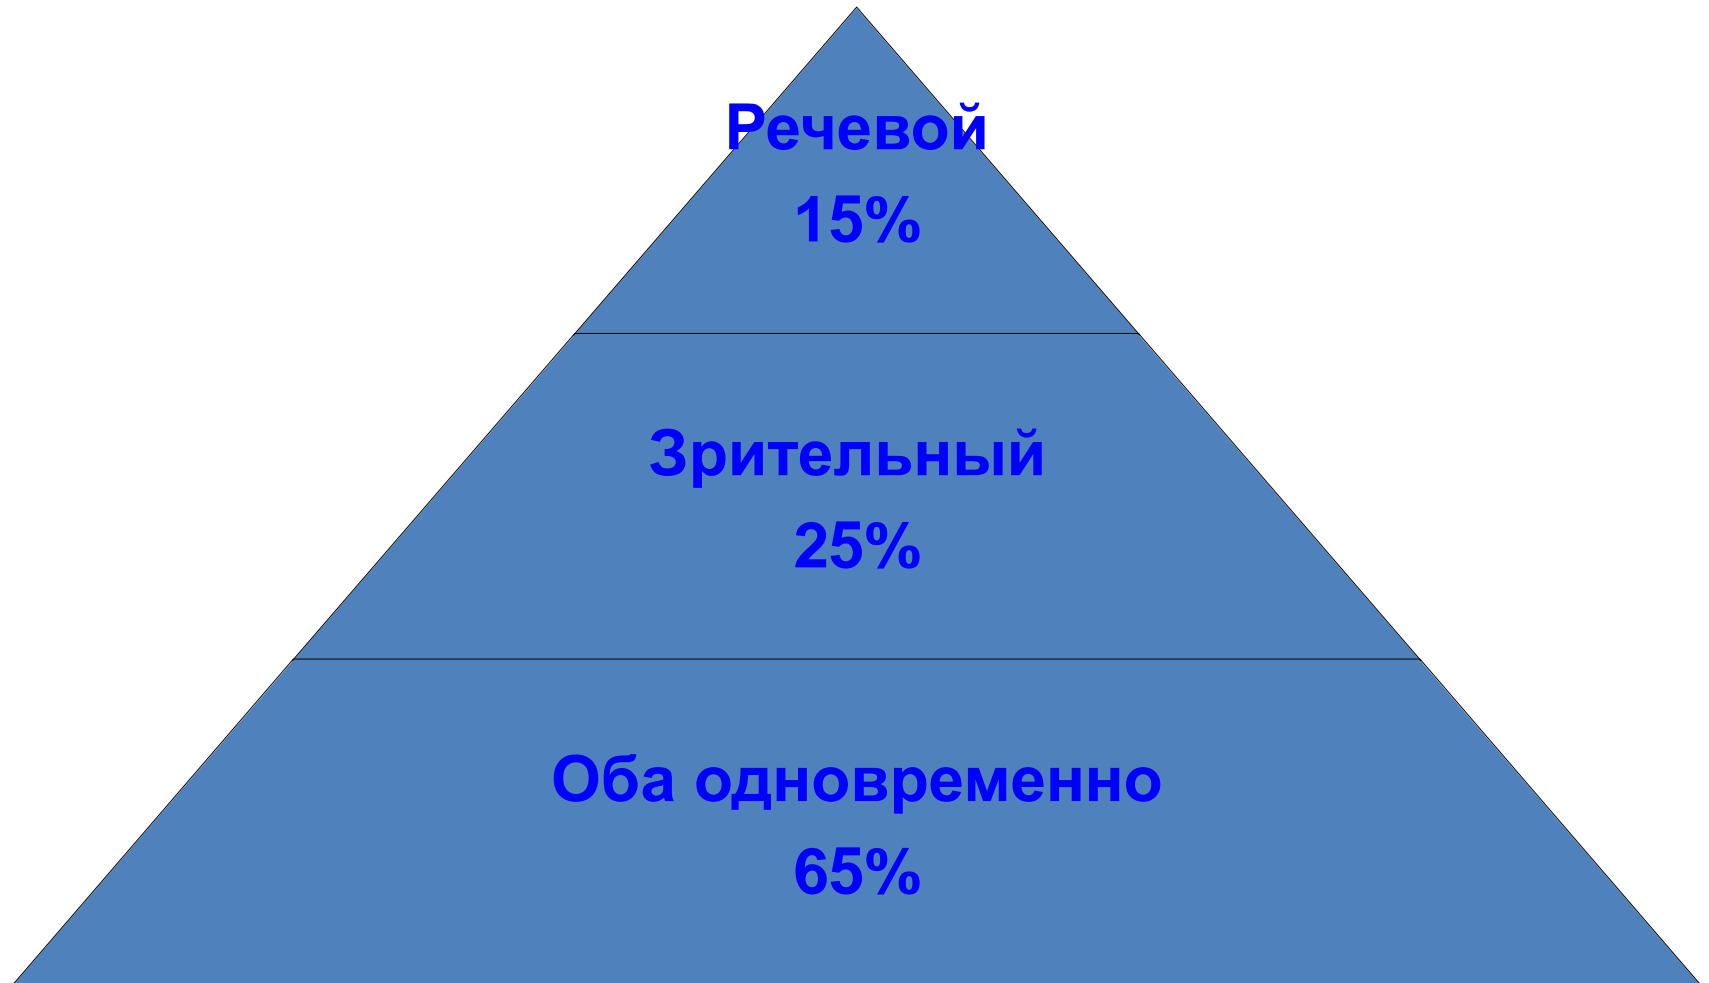 Речевой
15%
Зрительный
25%
Оба одновременно
65%